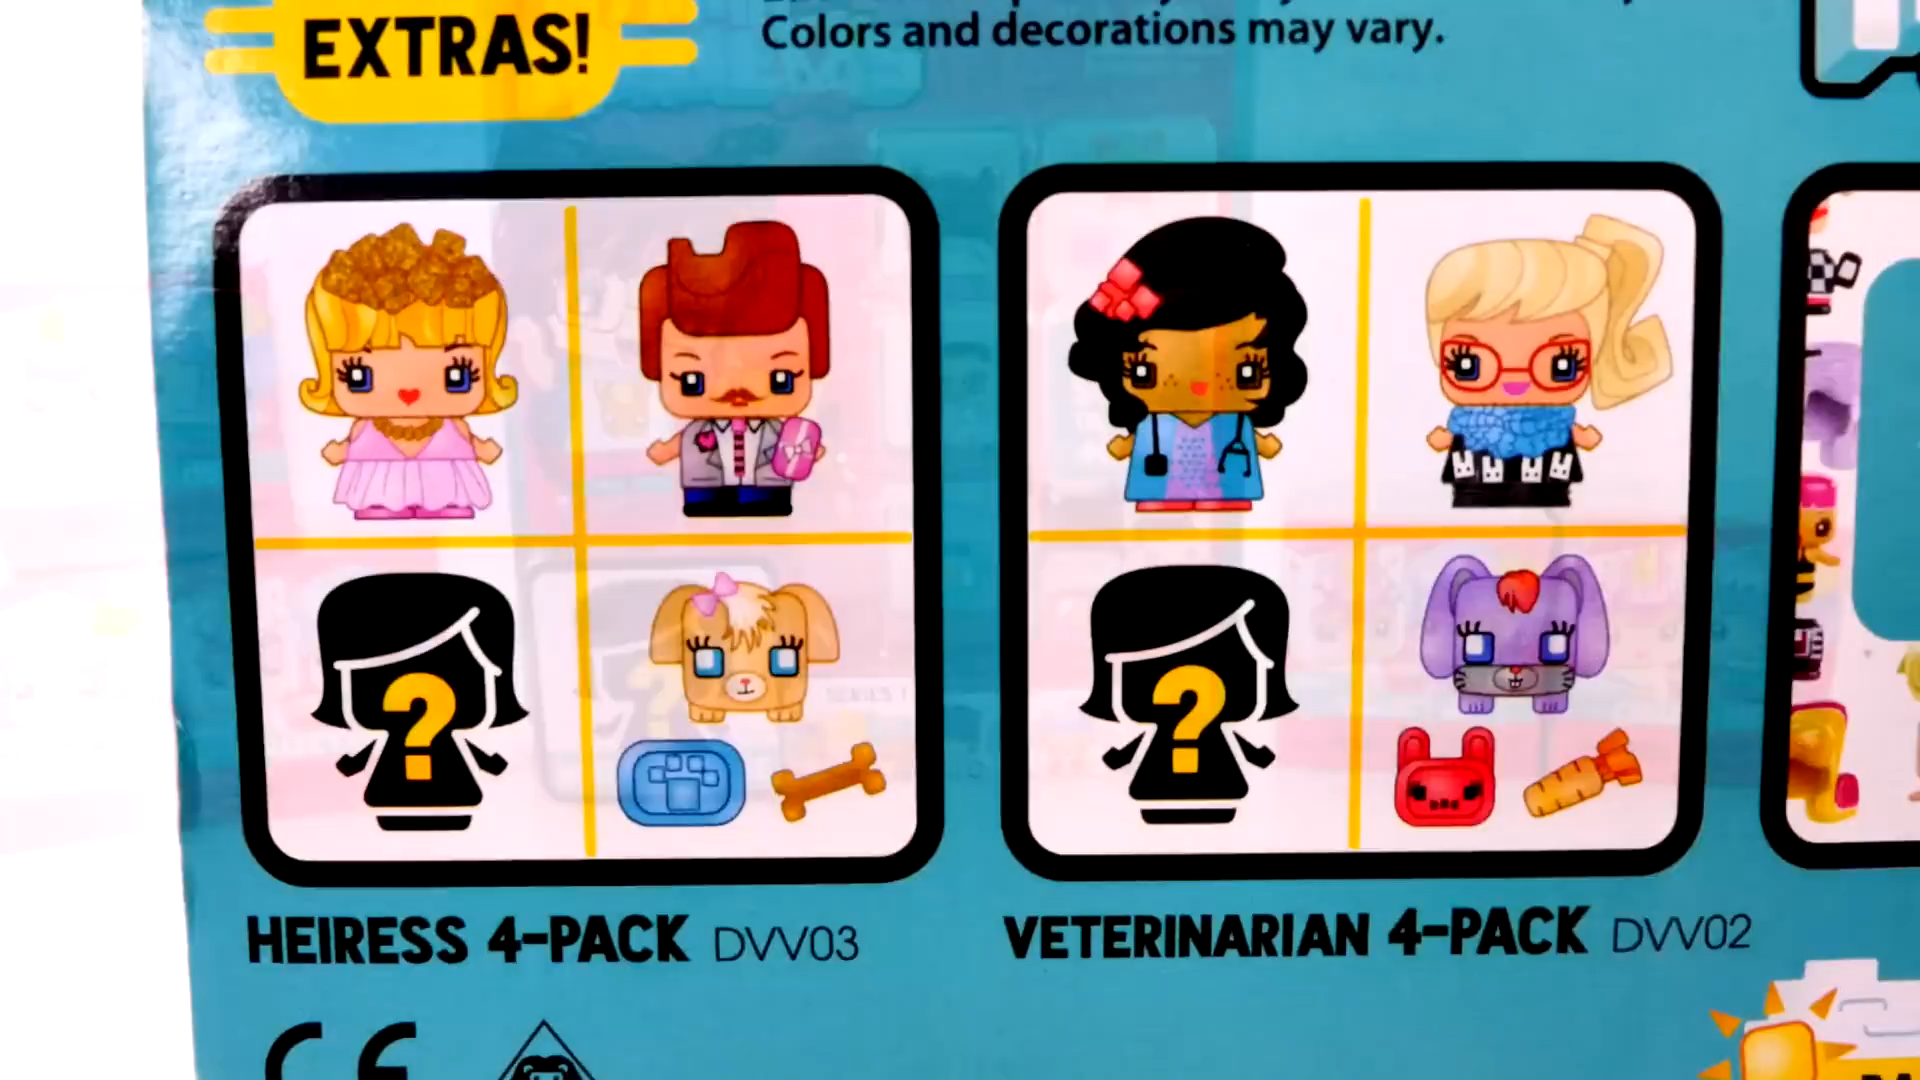 EXTRAS!
Colors and decorations may vary.
?
?
HEIRESS 4-PACK DVV03
VETERINARIAN 4-PACK DVV02
CE